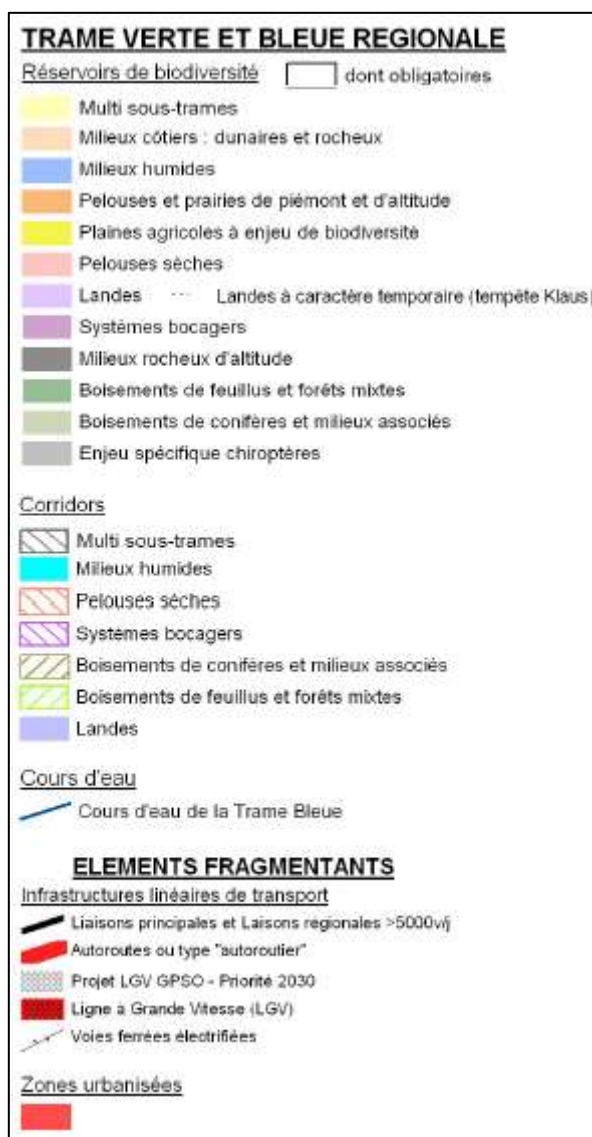 TRAME VERTE ET BLEUE REGIONALE
Réservoirs de biodiversité dont obligatoires
Multi sous-trames
Milieux côtiers : dunaires et rocheux
Milieux humides
Pelouses et prairies de piémont et d'altitude
Plaines agricoles à enjeu de biodiversité
Pelouses sèches
Landes Landes à caractère temporaire (tempête Klaus)
Systèmes bocagers
Milieux rocheux d'altitude
Boisements de feuillus et forêts mixtes
Boisements de conifères et milieux associés
Enjeu spécifique chiroptères
Corridors
Multi sous-trames
Milieux humides
Pelouses sèches
Systèmes bocagers
Boisements de conifères et milieux associés
Boisements de feuillus et forêts mixtes
Landes
Cours d'eau
Cours d'eau de la Trame Bleue
ELEMENTS FRAGMENTANTS
Infrastructures linéaires de transport
Liaisons principales et Laisons régionales >5000v/j
Autoroutes ou type "autoroutier"
Projet LGV GPSO - Priorité 2030
Ligne à Grande Vitesse (LGV)
Voies ferrées électrifiées
Zones urbanisées